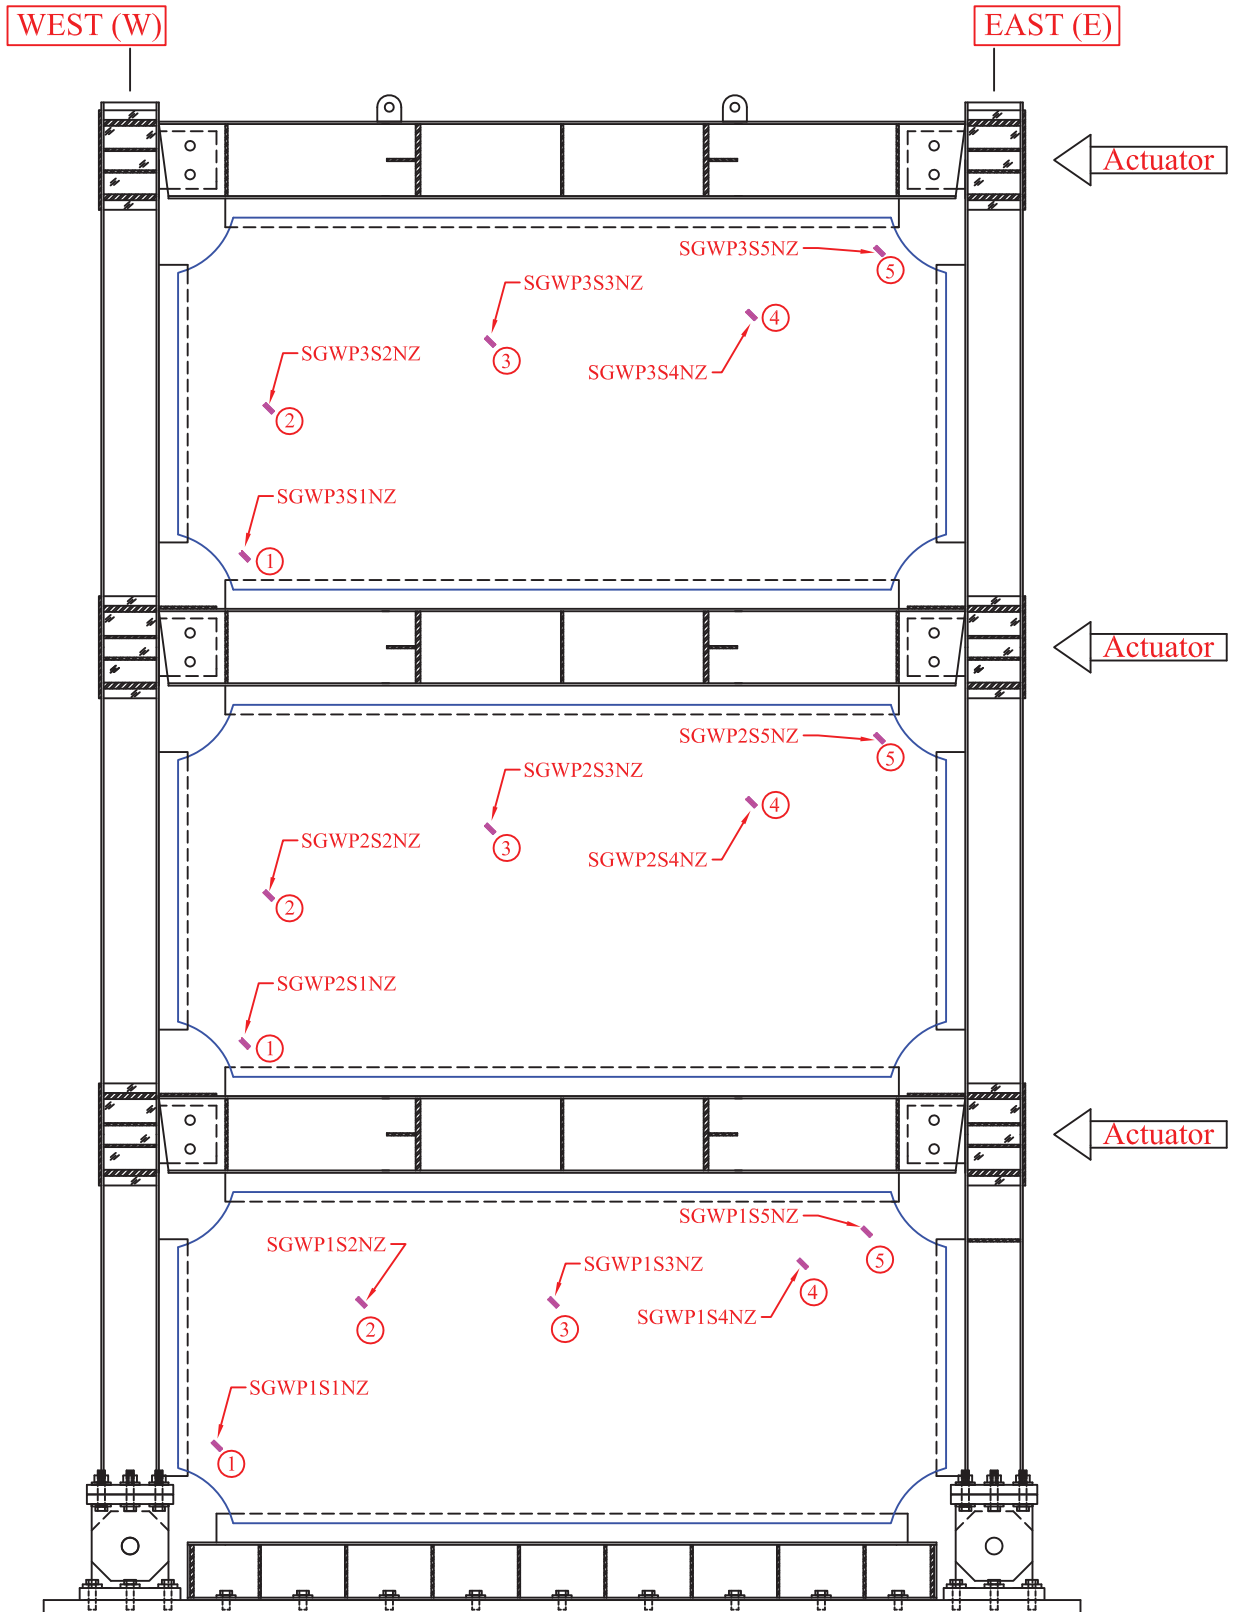 WEST (W)
EAST (E)
Actuator
SGWP3S5NZ
5
SGWP3S3NZ
3
4
SGWP3S4NZ
SGWP3S2NZ
2
SGWP3S1NZ
1
Actuator
SGWP2S5NZ
5
SGWP2S3NZ
3
4
SGWP2S4NZ
SGWP2S2NZ
2
SGWP2S1NZ
1
Actuator
SGWP1S5NZ
5
SGWP1S2NZ
2
SGWP1S3NZ
3
4
SGWP1S4NZ
SGWP1S1NZ
1